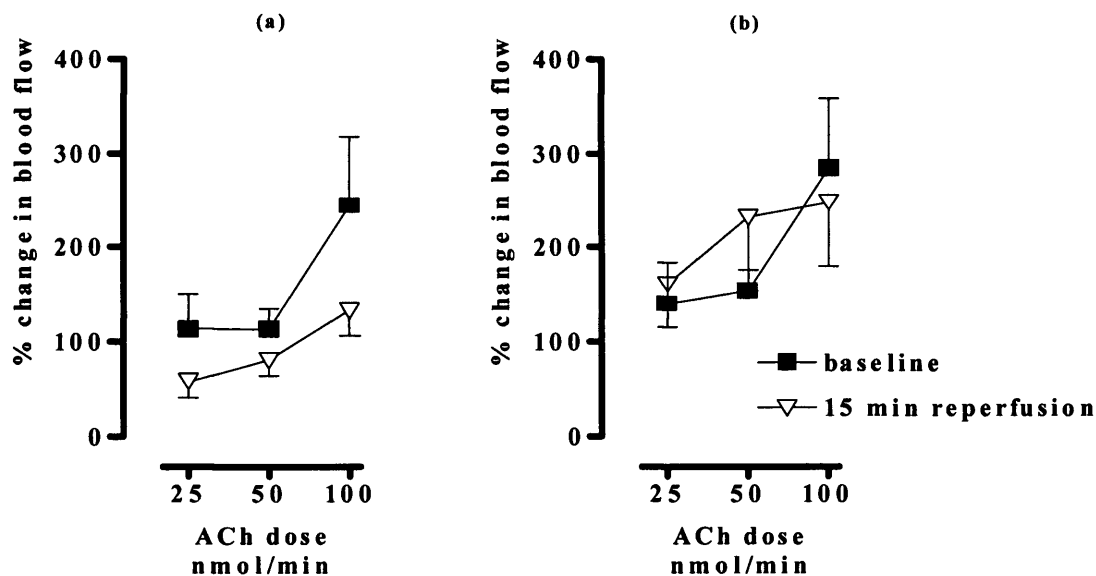 (a)
% change in blood flow
400
300
200
100
0
25 50 100
ACh dose
nmol/min
(b)
% change in blood flow
400
300
200
100
0
25 50 100
ACh dose
nmol/min
baseline
15 min reperfusion